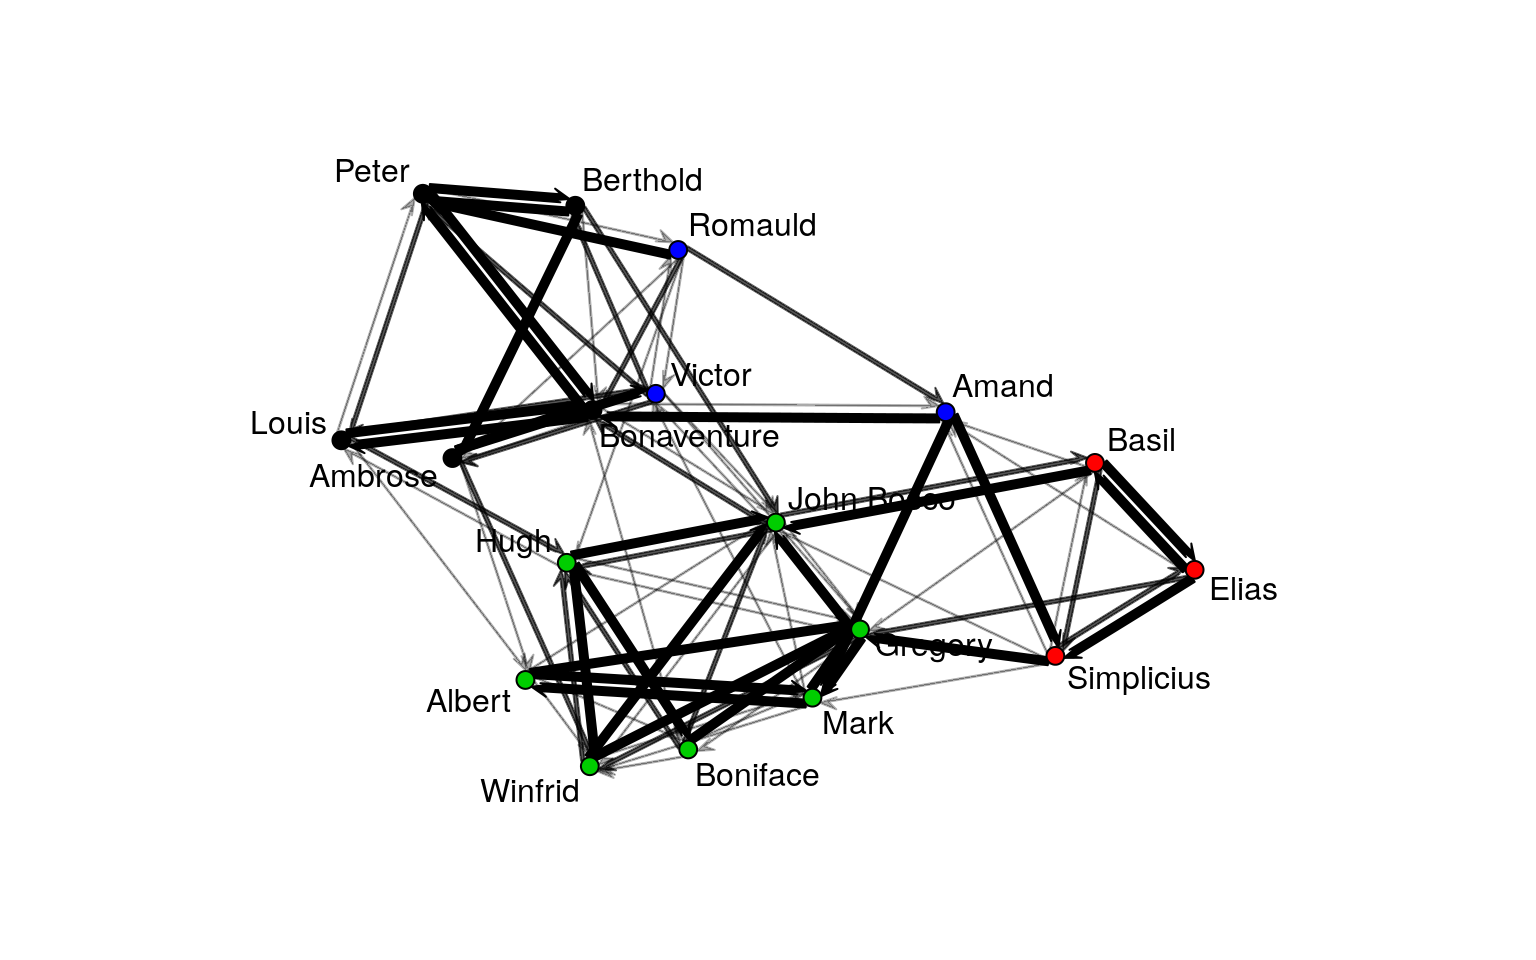 Peter
Berthold
Romauld
Victor
Amand
Louis
Bonaventure
Basil
Ambrose
John Bosco
Hugh
Elias
Gregory
Simplicius
Albert
Mark
Boniface
Winfrid